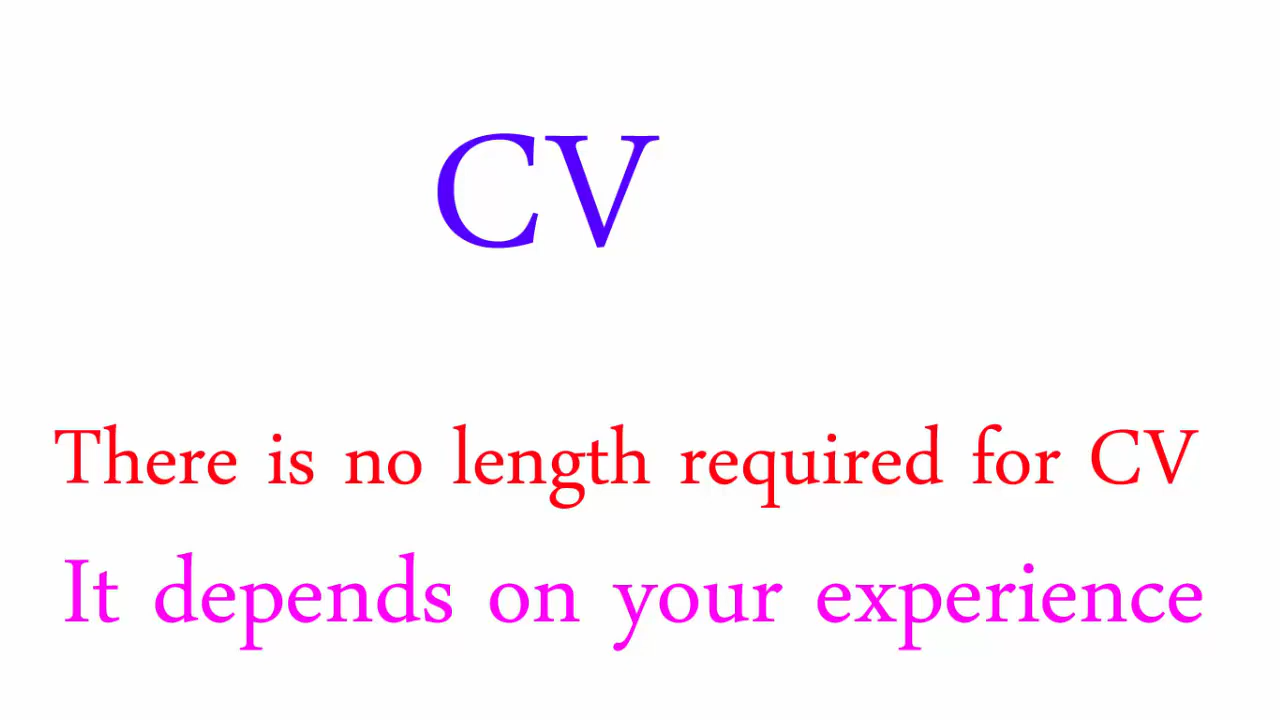 CV
There is no length required for CV
It depends on your experience